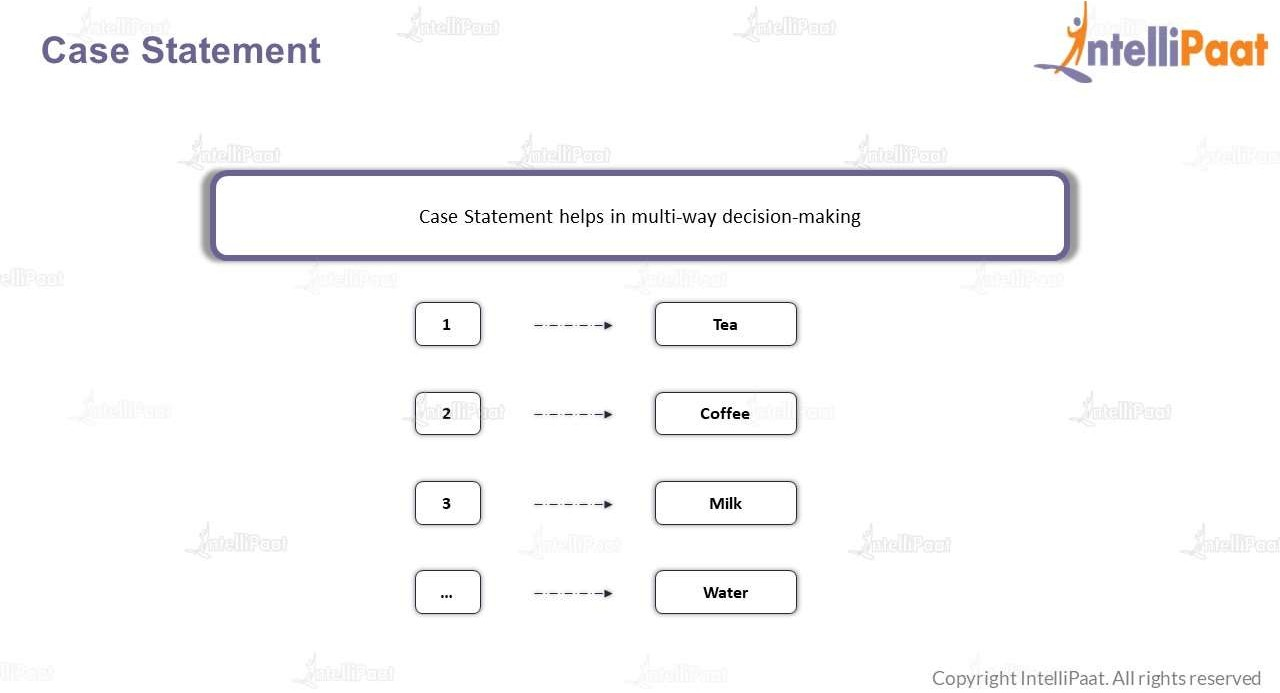 Case Statement
IntelliPaat
Case Statement helps in multi-way decision-making
1
Tea
2
Coffee
3
Milk
...
Water
Copyright IntelliPaat. All rights reserved